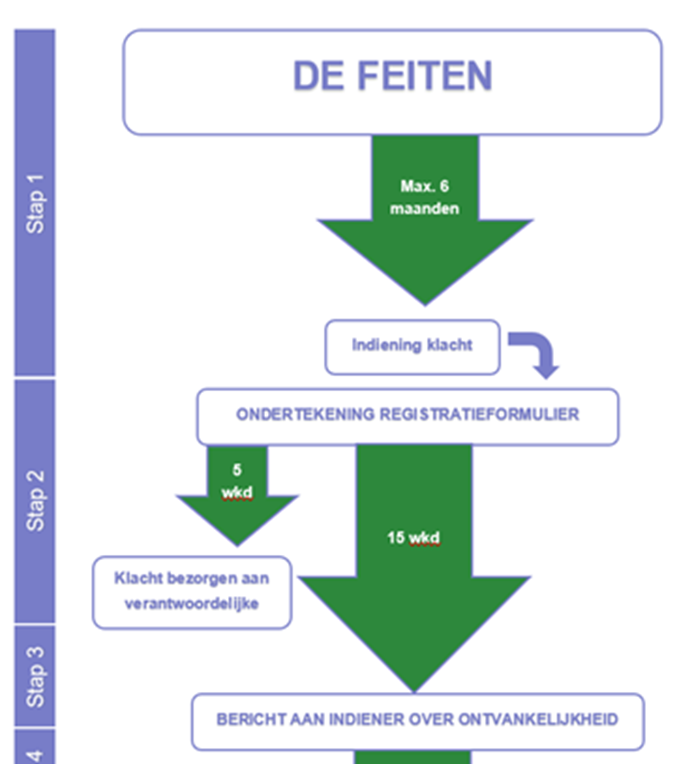 DE FEITEN
Stap 1
Max. 6
maanden
Indiening klacht
ONDERTEKENING REGISTRATIEFORMULIER
Stap 2
5
wkd
15 wkd
Klacht bezorgen aan
verantwoordelijke
Stap 3
BERICHT AAN INDIENER OVER ONTVANKELIJKHEID
4